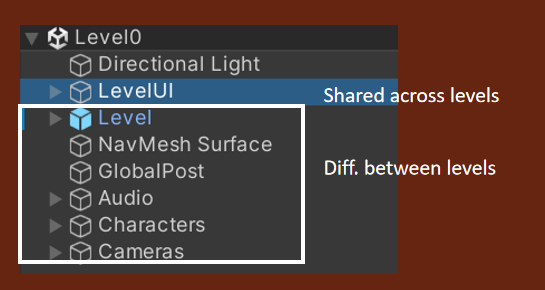 Level0
Directional Light
LevelUI
Shared across levels
Level
NavMesh Surface
GlobalPost
Diff. between levels
Audio
Characters
Cameras